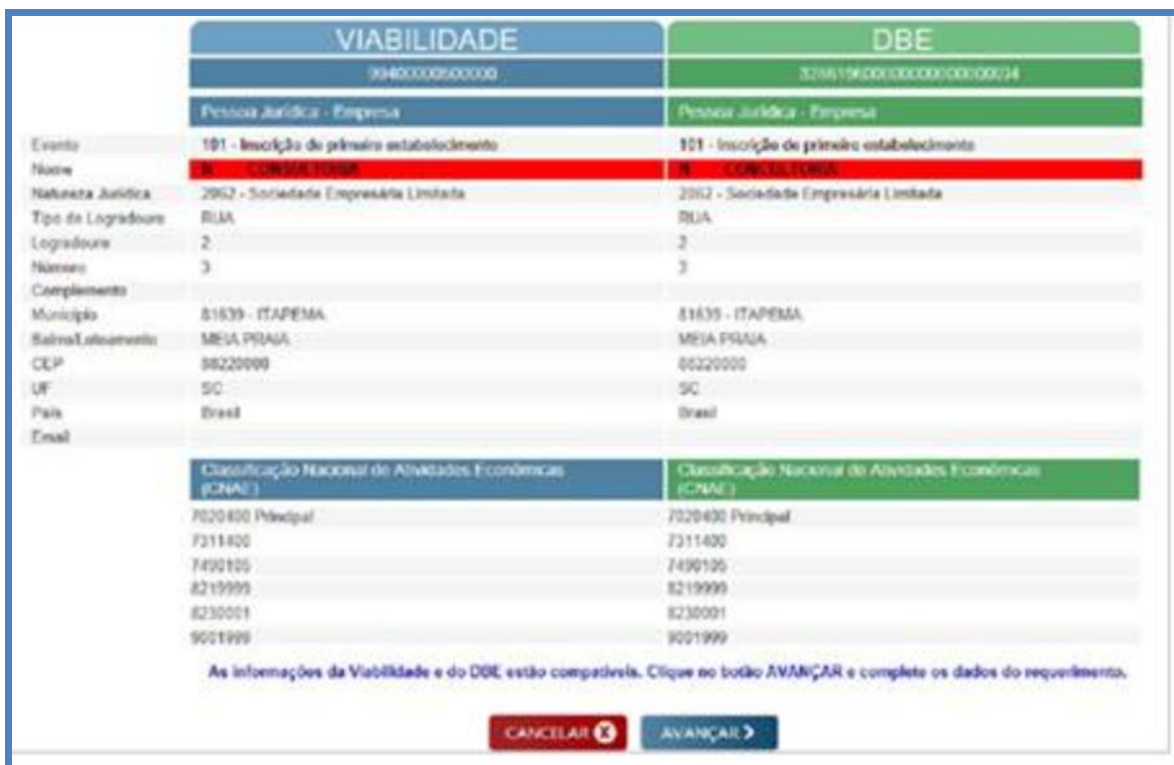 VIABILIDADE DBE
Pessoa Jurídica - Empresa Pessoa Jurídica - Empresa
Evento 101 - Inscrição de primeiro estabelecimento 101 - Inscrição de primeiro estabelecimento
Nome N CONSULTORIA N
Natureza Jurídica 2062 - Sociedade Empresária Limitada 2062 - Sociedade Empresária Limitada
Tipo de Logradouro RUA RUA
Logradouro 2 2
Número 3 3
Complemento
Município 81639 - ITAPEMA 81639 - ITAPEMA
Bairro/Loteamento MEIA PRAIA MEIA PRAIA
CEP 88220000 88220000
UF SC SC
País Brasil Brasil
Email
Classificação Nacional de Atividades Econômicas Classificação Nacional de Atividades Econômicas
(CNAE) (CNAE)
7020400 Principal 7020400 Principal
7311400 7311400
7490105 7490105
8219999 8219999
8230001 8230001
9001999 9001999
As informações da Viabilidade e do DBE estão compatíveis. Clique no botão AVANÇAR e complete os dados do requerimento.
CANCELAR AVANÇAR